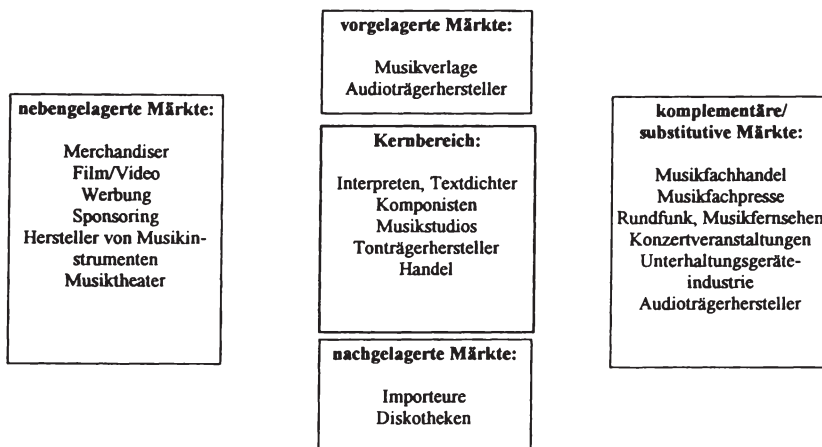 vorgelagerte Märkte:
Musikverlage
Audioträgerhersteller
nebengelagerte Märkte:
Merchandiser
Film/Video
Werbung
Sponsoring
Hersteller von Musikin-
strumenten
Musiktheater
Kernbereich:
Interpreten, Textdichter
Komponisten
Musikstudios
Tonträgerhersteller
Handel
komplementäre/
substitutive Märkte:
Musikfachhandel
Musikfachpresse
Rundfunk, Musikfernsehen
Konzertveranstaltungen
Unterhaltungsgeräte-
industrie
Audioträgerhersteller
nachgelagerte Märkte:
Importeure
Diskotheken